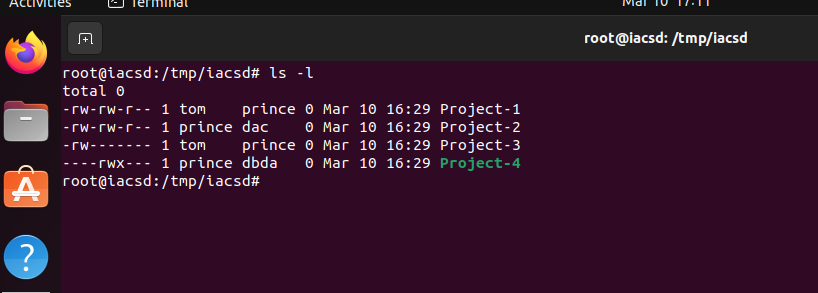 Activities Terminal Mar 10 17:11
root@iacsd: /tmp/iacsd
root@iacsd:/tmp/iacsd# ls -l
total 0
-rw-rw-r-- 1 tom    prince 0 Mar 10 16:29 Project-1
-rw-rw-r-- 1 prince dac    0 Mar 10 16:29 Project-2
-rw------- 1 tom    prince 0 Mar 10 16:29 Project-3
----rwx--- 1 prince dbda   0 Mar 10 16:29 Project-4
root@iacsd:/tmp/iacsd#